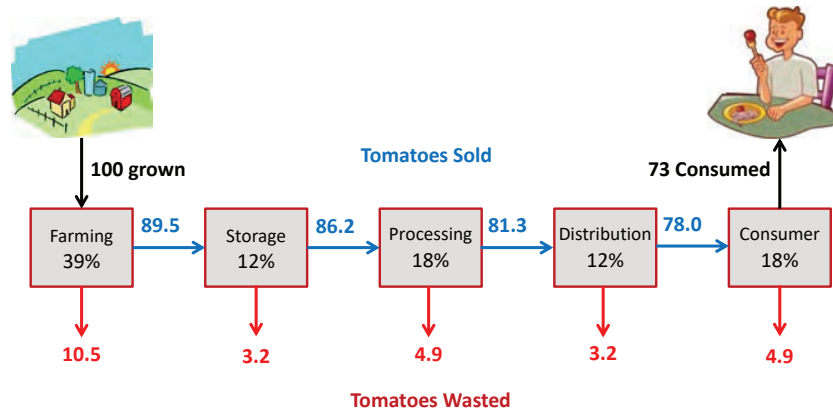 100 grown
Tomatoes Sold
73 Consumed
Farming
39%
89.5
Storage
12%
86.2
Processing
18%
81.3
Distribution
12%
78.0
Consumer
18%
10.5
3.2
4.9
3.2
4.9
Tomatoes Wasted